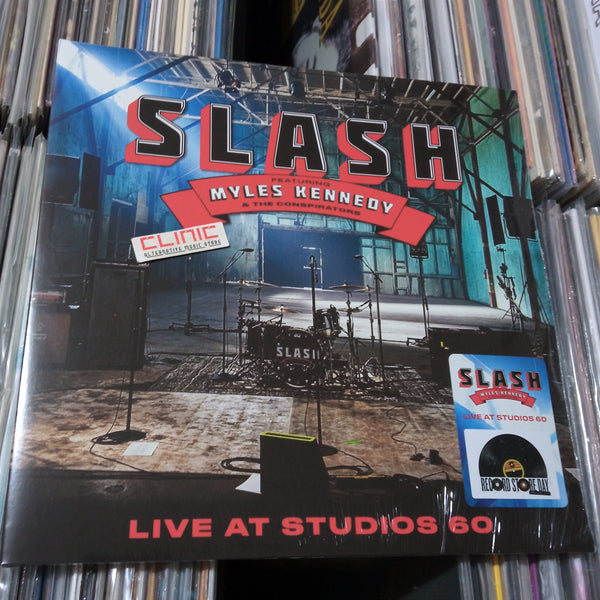 SLASH
FEATURING
MYLES KENNEDY
& THE CONSPIRATORS
CLINIC
ALTERNATIVE MUSIC STORE
SLASH
SLASH
MYLES KENNEDY
LIVE AT STUDIOS 60
RECORD STORE DAY
LIVE AT STUDIOS 60